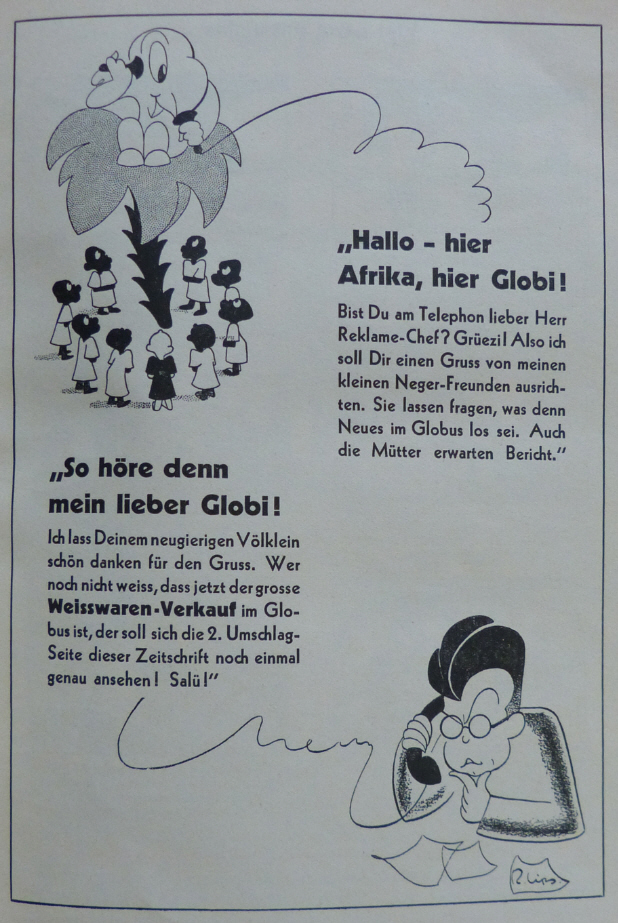 „Hallo – hier
Afrika, hier Globi!
Bist Du am Telephon lieber Herr
Reklame-Chef? Grüezi! Also ich
soll Dir einen Gruss von meinen
kleinen Neger-Freunden ausrich-
ten. Sie lassen fragen, was denn
Neues im Globus los sei. Auch
die Mütter erwarten Bericht."
„So höre denn
mein lieber Globi!
Ich lass Deinem neugierigen Völklein
schön danken für den Gruss. Wer
noch nicht weiss, dass jetzt der grosse
Weisswaren-Verkauf im Glo-
bus ist, der soll sich die 2. Umschlag-
Seite dieser Zeitschrift noch einmal
genau ansehen! Salü!"